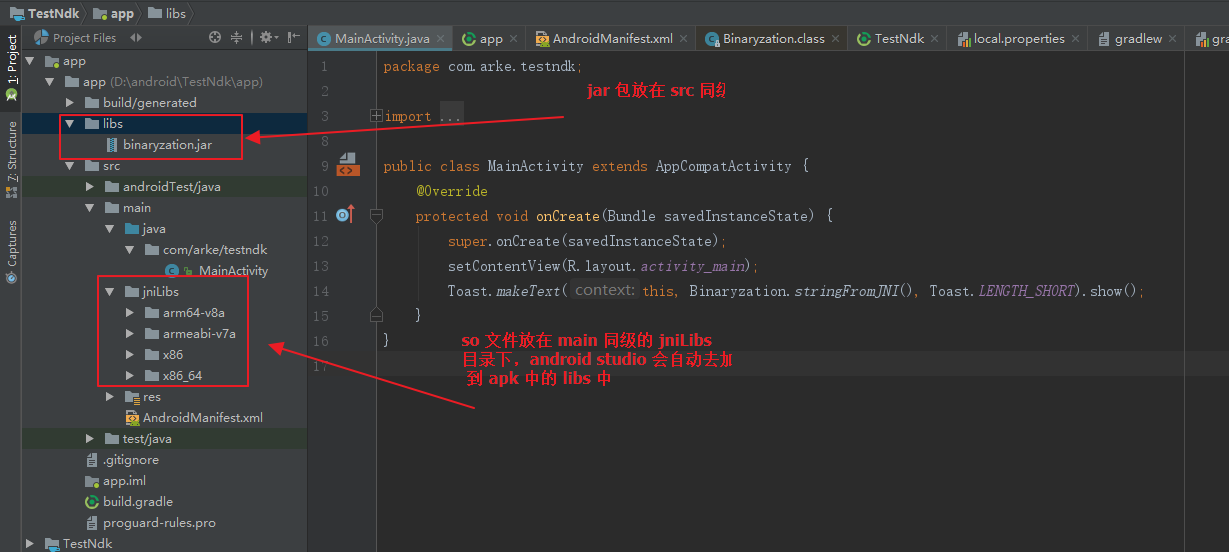 TestNdk app libs
Project Files
MainActivity.java app AndroidManifest.xml Binaryzation.class TestNdk local.properties gradlew gra
1: Project
7: Structure
Captures
app
app (D:\android\TestNdk\app)
build/generated
libs
binaryzation.jar
src
androidTest/java
main
java
com/arke/testndk
MainActivity
jniLibs
arm64-v8a
armeabi-v7a
x86
x86_64
res
AndroidManifest.xml
test/java
.gitignore
app.iml
build.gradle
proguard-rules.pro
TestNdk
1 package com.arke.testndk;
2
jar 包放在 src 同级
3 import ...
8
9 public class MainActivity extends AppCompatActivity {
10 @Override
11 protected void onCreate(Bundle savedInstanceState) {
12 super.onCreate(savedInstanceState);
13 setContentView(R.layout.activity_main);
14 Toast.makeText( context: this, Binaryzation.stringFromJNI(), Toast.LENGTH_SHORT).show();
15 }
16 }
17
so 文件放在 main 同级的 jniLibs
目录下，android studio 会自动去加
到 apk 中的 libs 中